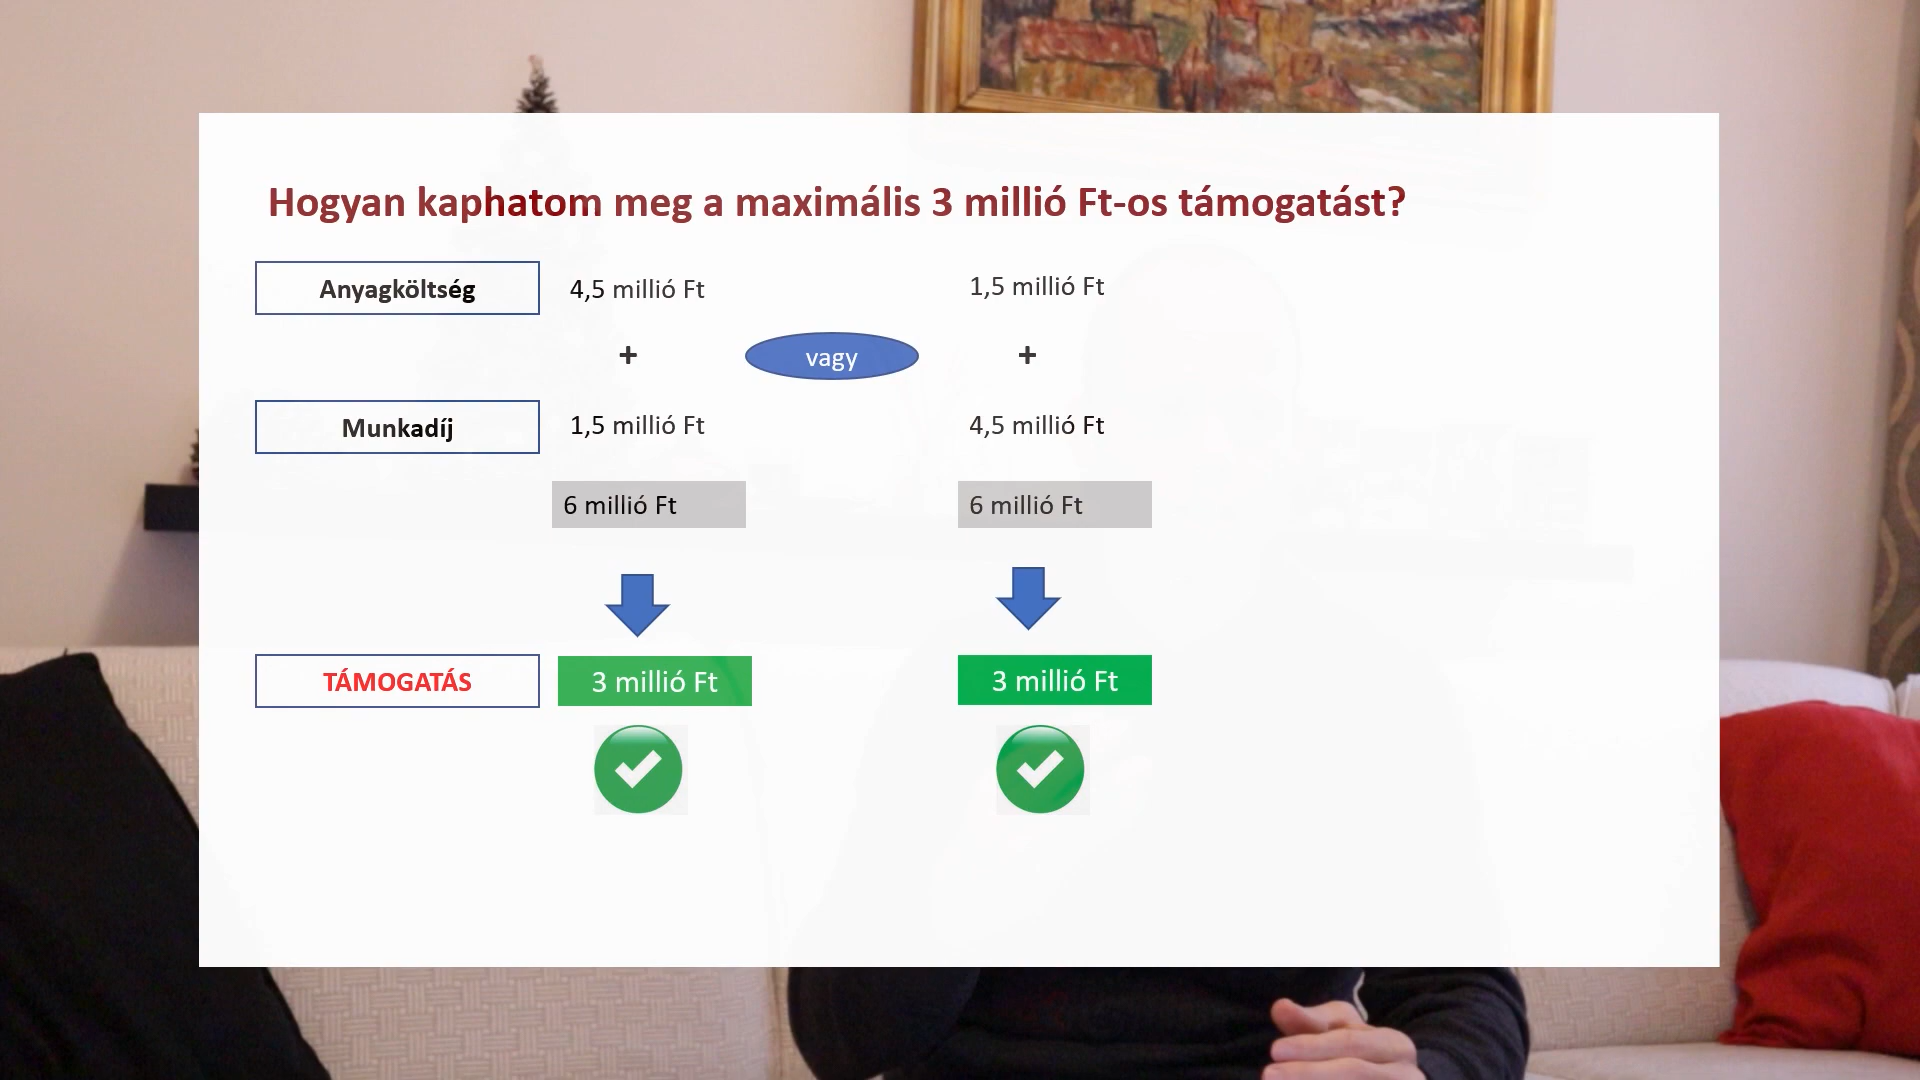 Hogyan kaphatom meg a maximális 3 millió Ft-os támogatást?
Anyagköltség 4,5 millió Ft 1,5 millió Ft
+ vagy +
Munkadíj 1,5 millió Ft 4,5 millió Ft
6 millió Ft 6 millió Ft
TÁMOGATÁS 3 millió Ft 3 millió Ft